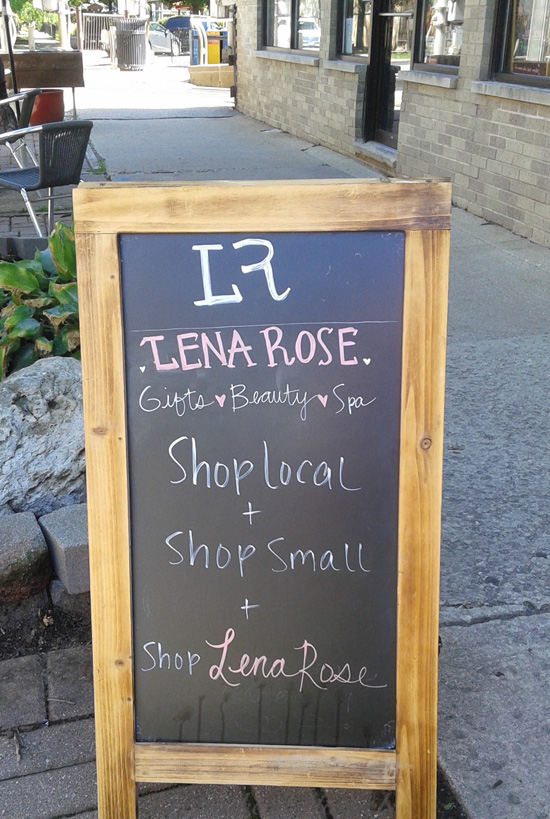 LR
LENA ROSE
Gifts ♥ Beauty ♥ Spa
Shop local
+
Shop Small
+
Shop Lena Rose